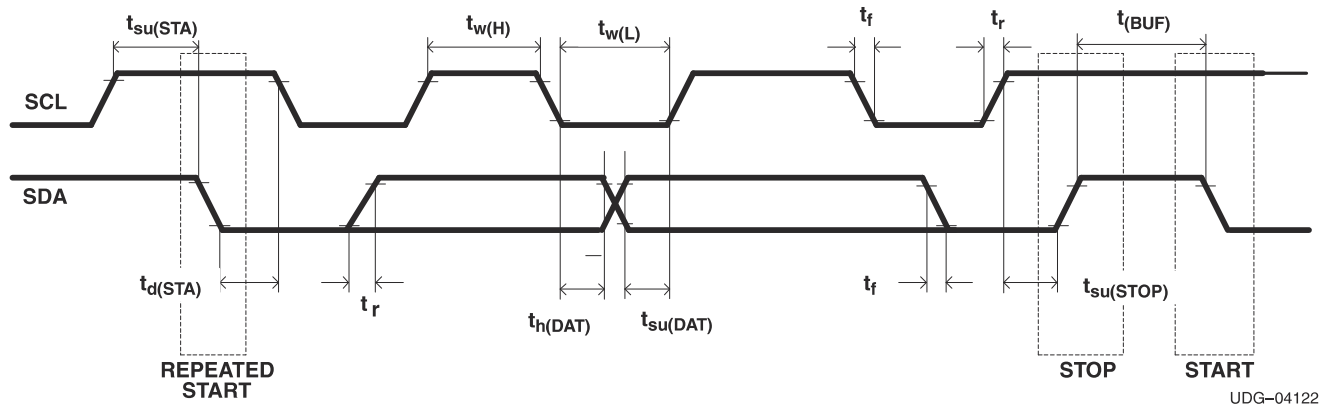 tsu(STA)
tw(H)
tw(L)
tf
tr
t(BUF)
SCL
SDA
td(STA)
tr
th(DAT)
tsu(DAT)
tf
tsu(STOP)
REPEATED
START
STOP
START
UDG–04122